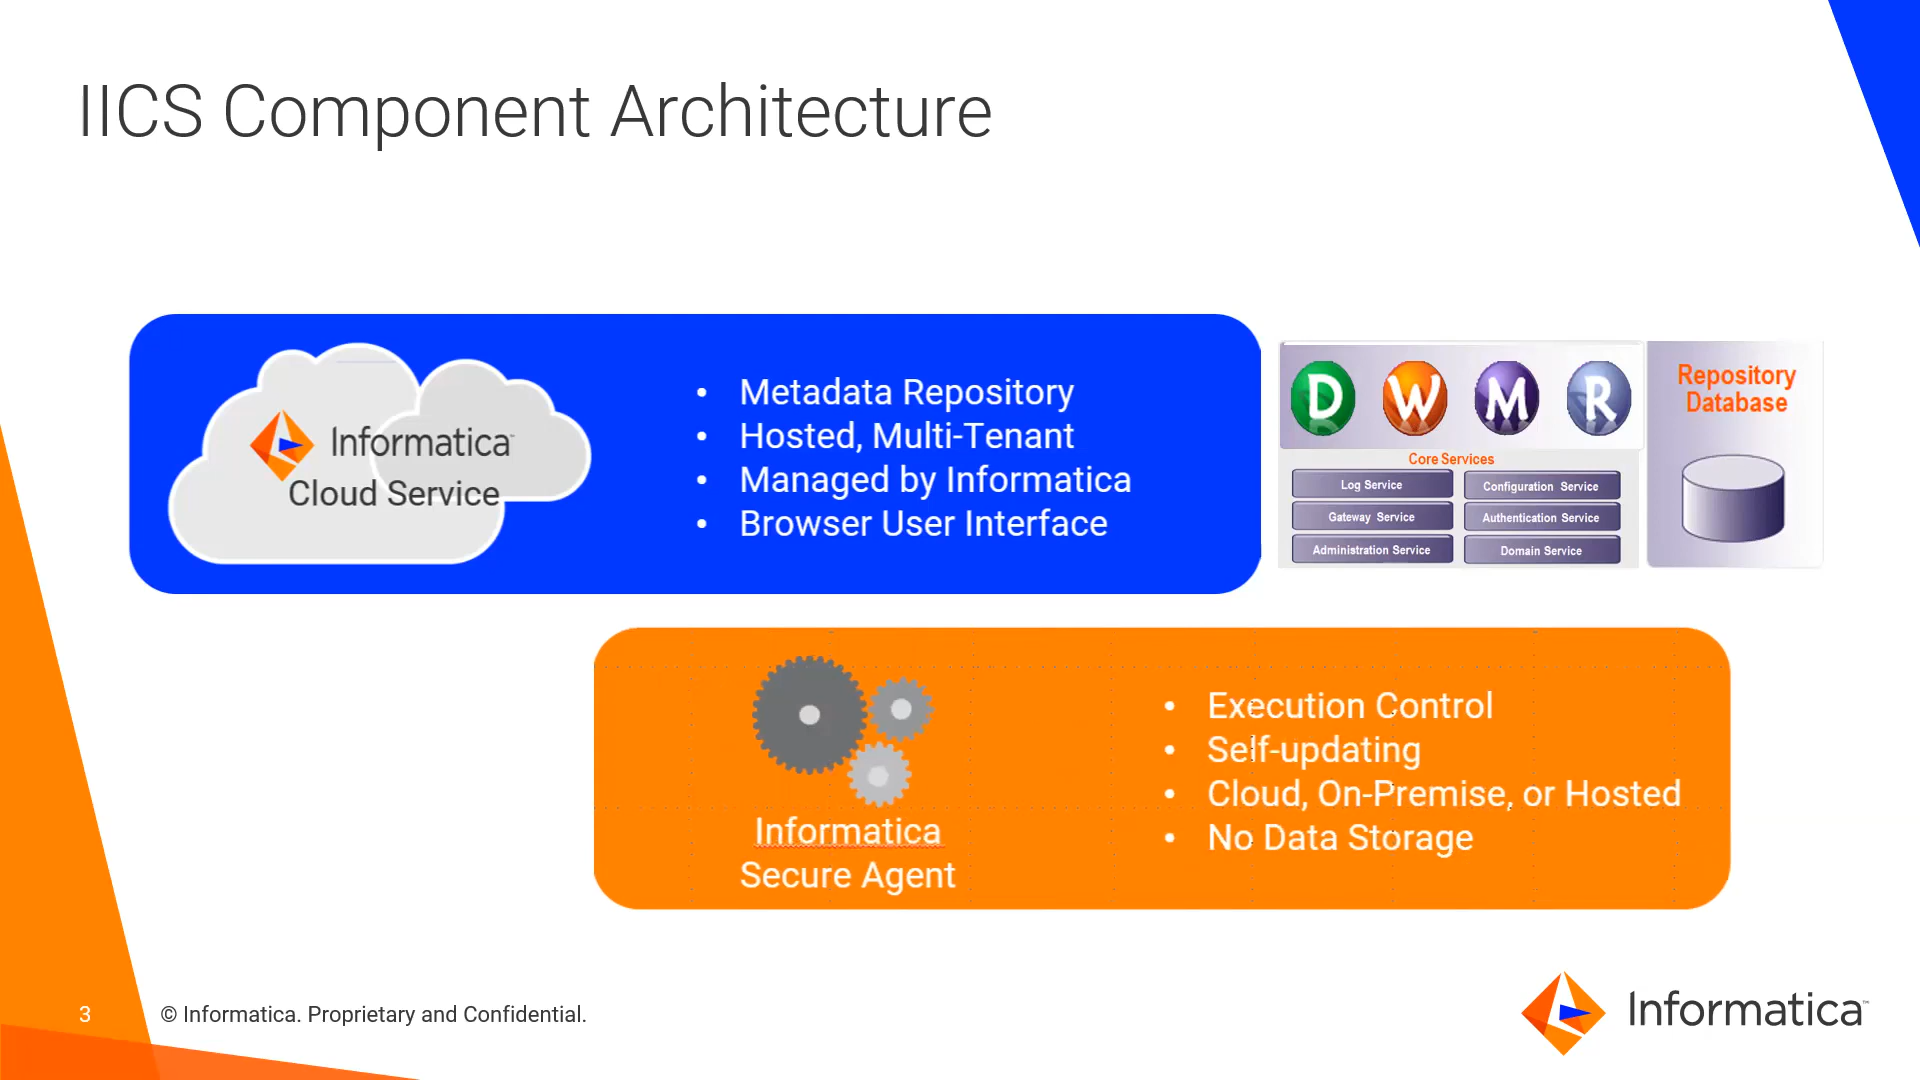 IICS Component Architecture
Informatica™
Cloud Service
• Metadata Repository
• Hosted, Multi-Tenant
• Managed by Informatica
• Browser User Interface
D W M R
Core Services
Log Service
Configuration Service
Gateway Service
Authentication Service
Administration Service
Domain Service
Repository
Database
Informatica
Secure Agent
• Execution Control
• Self-updating
• Cloud, On-Premise, or Hosted
• No Data Storage
3
© Informatica. Proprietary and Confidential.
Informatica™